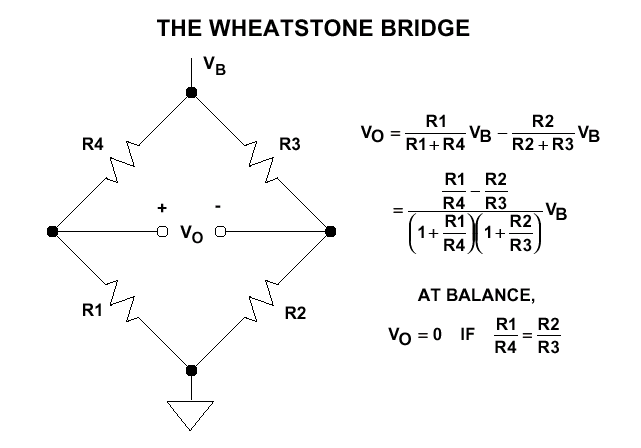 THE WHEATSTONE BRIDGE
VB
R4
R3
+ -
VO
R1
R2
VO = R1/(R1+R4) VB − R2/(R2+R3) VB
= (R1/R4 − R2/R3)/((1+R1/R4)(1+R2/R3)) VB
AT BALANCE,
VO = 0 IF R1/R4 = R2/R3